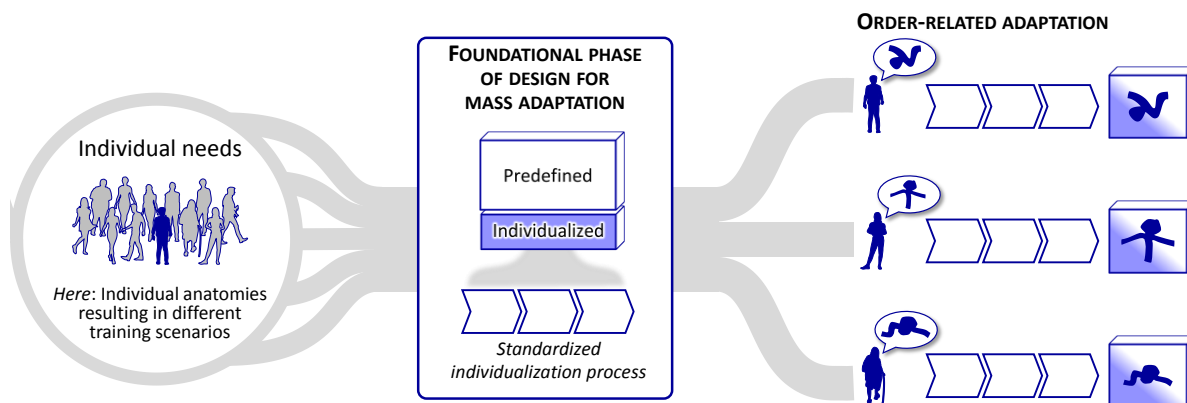 Individual needs
Here: Individual anatomies
resulting in different
training scenarios
FOUNDATIONAL PHASE
OF DESIGN FOR
MASS ADAPTATION
Predefined
Individualized
Standardized
individualization process
ORDER-RELATED ADAPTATION